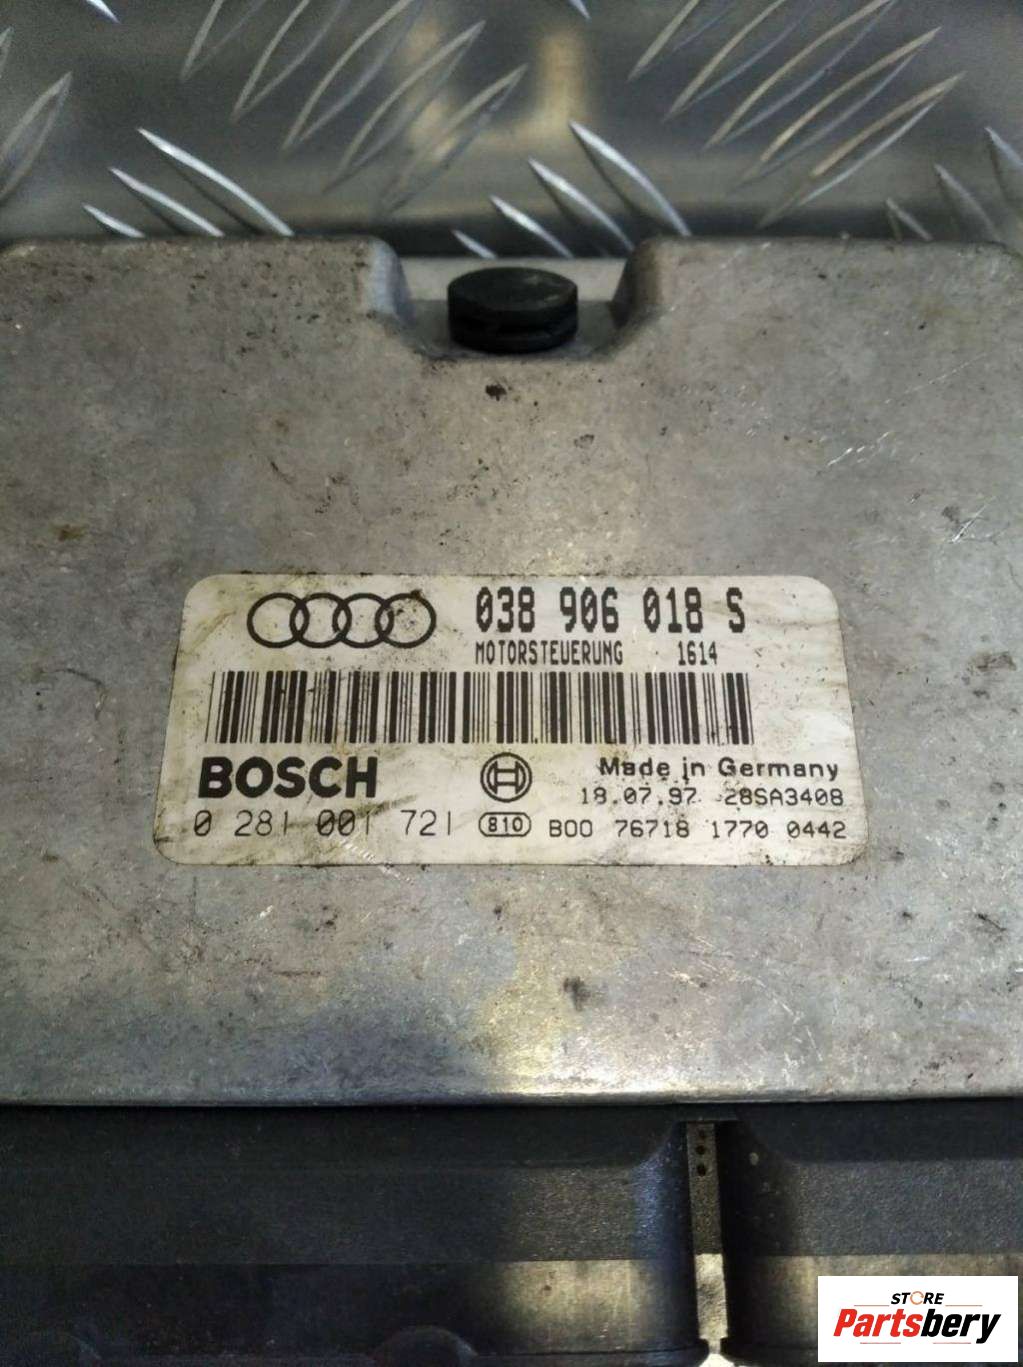 038 906 018 S
MOTORSTEUERUNG 1614
BOSCH
Made in Germany
18.07.97 28SA3408
0 281 001 721 810 B00 76718 1770 0442
STORE
Partsbery